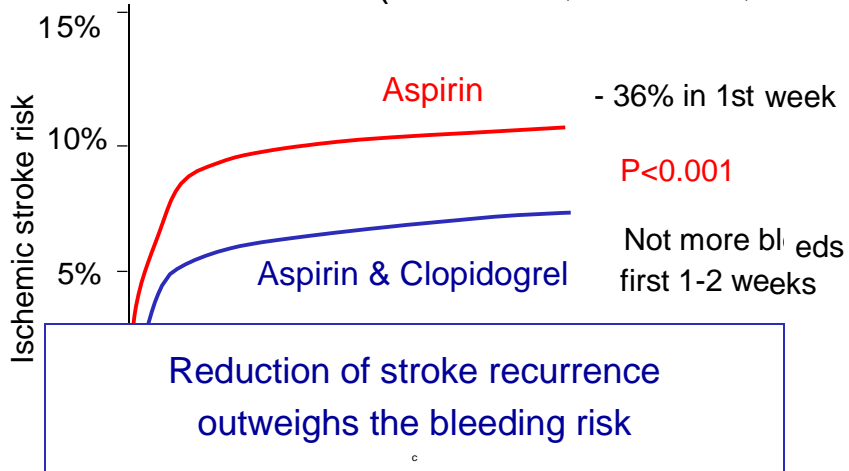 15%
Aspirin
- 36% in 1st week
10%
P<0.001
Not more bl eds
first 1-2 weeks
5%
Aspirin & Clopidogrel
Ischemic stroke risk
Reduction of stroke recurrence
outweighs the bleeding risk
c